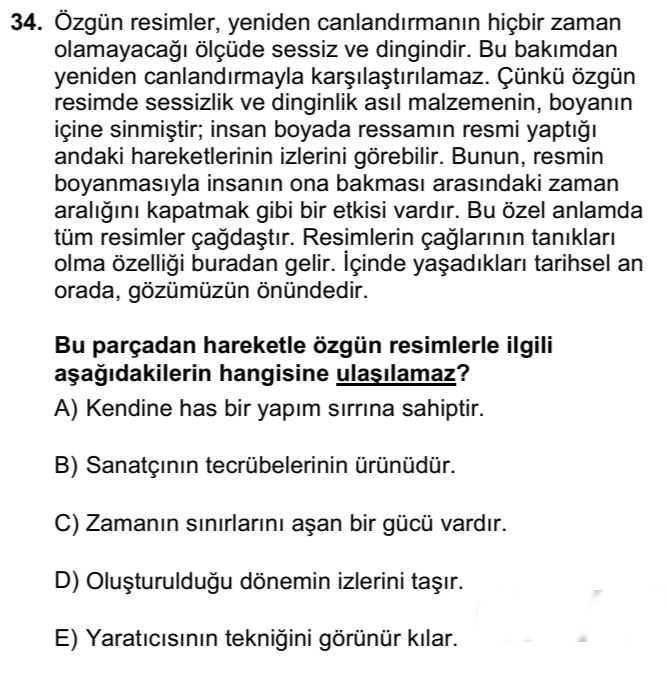 34. Özgün resimler, yeniden canlandırmanın hiçbir zaman
olamayacağı ölçüde sessiz ve dingindir. Bu bakımdan
yeniden canlandırmayla karşılaştırılamaz. Çünkü özgün
resimde sessizlik ve dinginlik asıl malzemenin, boyanın
içine sinmiştir; insan boyada ressamın resmi yaptığı
andaki hareketlerinin izlerini görebilir. Bunun, resmin
boyanmasıyla insanın ona bakması arasındaki zaman
aralığını kapatmak gibi bir etkisi vardır. Bu özel anlamda
tüm resimler çağdaştır. Resimlerin çağlarının tanıkları
olma özelliği buradan gelir. İçinde yaşadıkları tarihsel an
orada, gözümüzün önündedir.
Bu parçadan hareketle özgün resimlerle ilgili
aşağıdakilerin hangisine ulaşılamaz?
A) Kendine has bir yapım sırrına sahiptir.
B) Sanatçının tecrübelerinin ürünüdür.
C) Zamanın sınırlarını aşan bir gücü vardır.
D) Oluşturulduğu dönemin izlerini taşır.
E) Yaratıcısının tekniğini görünür kılar.